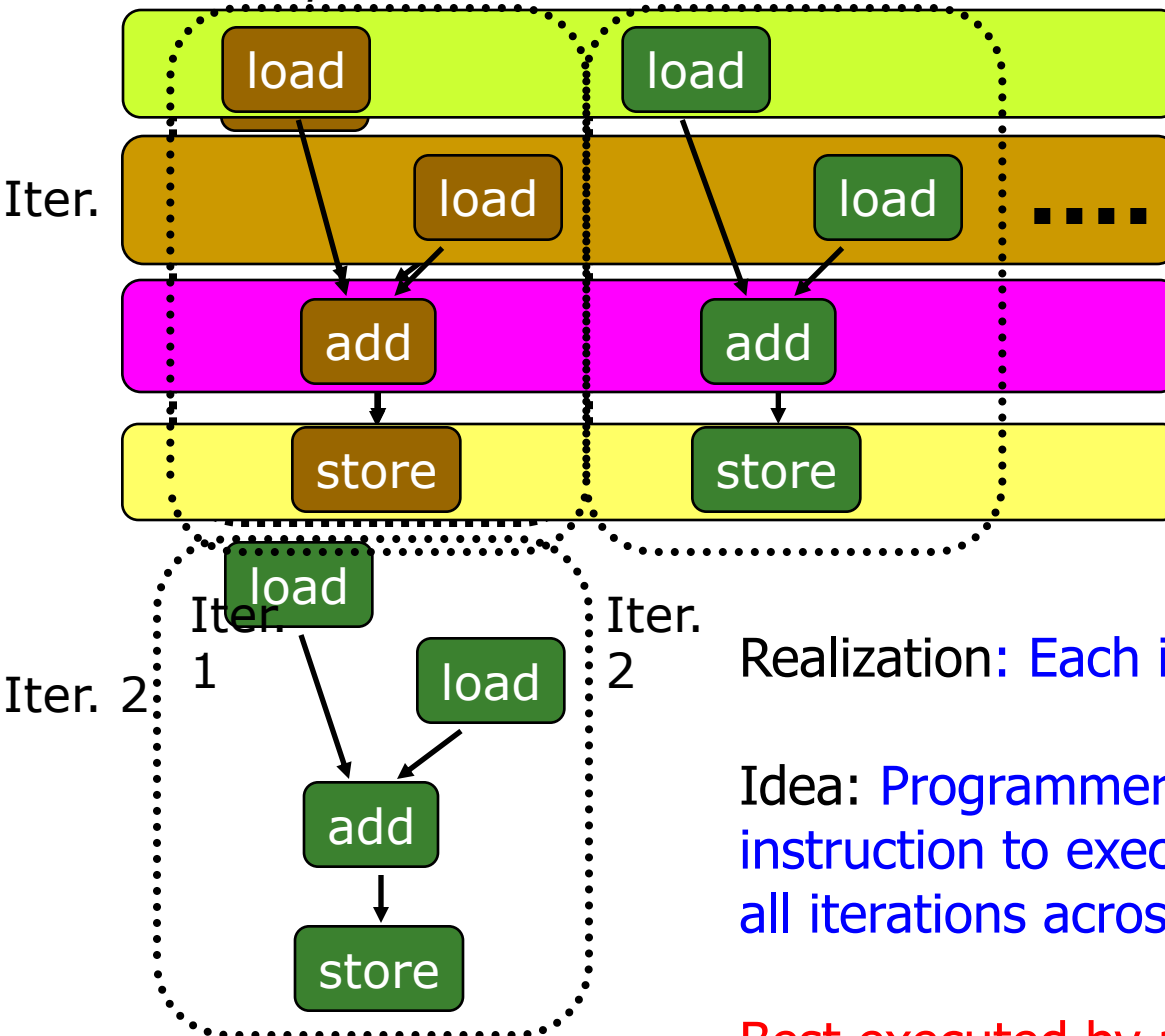 load load
Iter. load load
add add
store store
load
Iter.
1
Iter.
2
Iter. 2
load
add
store
Realization: Each i
Idea: Programmer
instruction to exec
all iterations acros